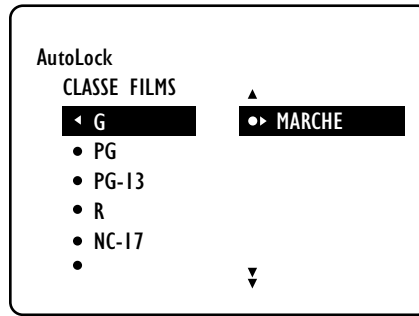 AutoLock
CLASSE FILMS
G MARCHE
PG
PG-13
R
NC-17